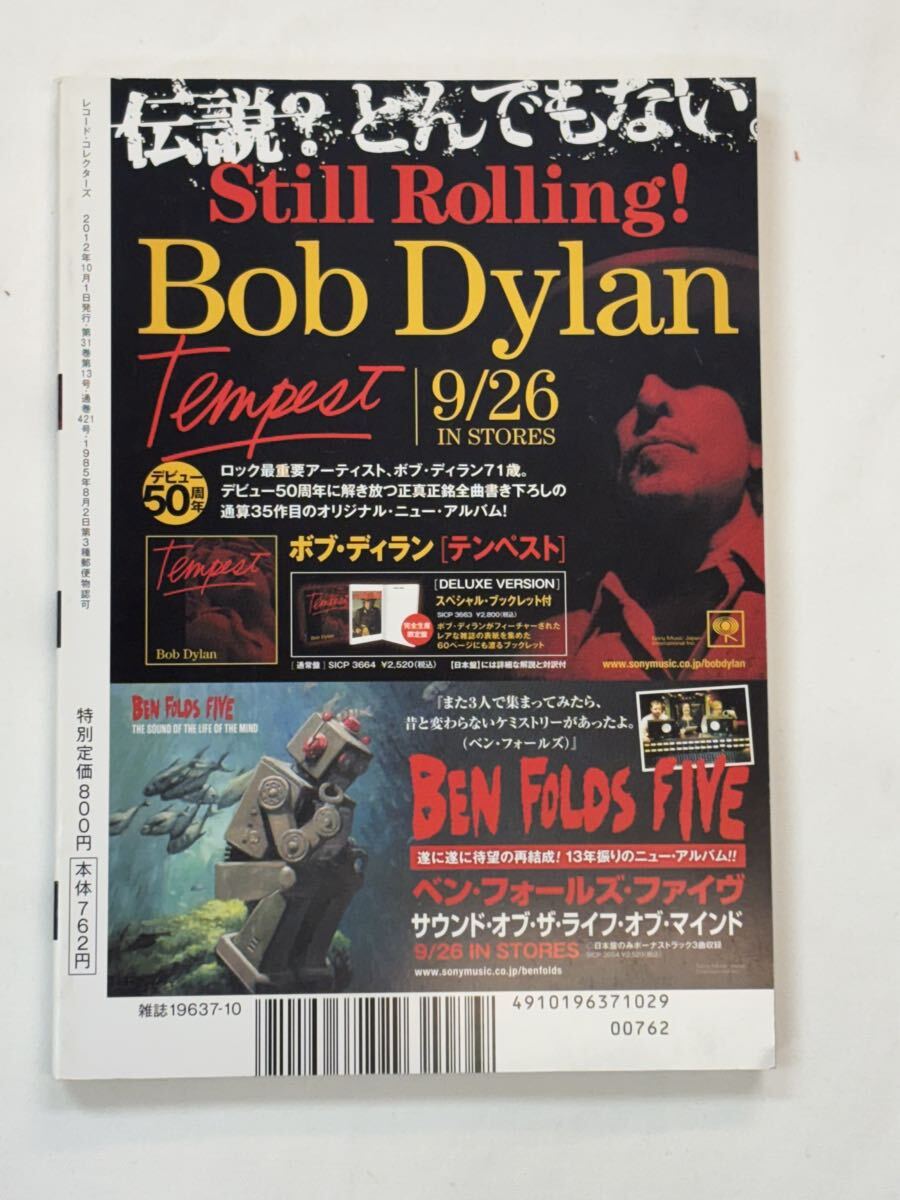 レコード・コレクターズ 2012年10月1日発行・第31巻第13号・通巻421号・1985年8月2日第3種郵便物認可
特別定価800円 本体762円
伝説?とんでもない。
Still Rolling!
Bob Dylan
Tempest
9/26
IN STORES
デビュー
50周年
ロック最重要アーティスト、ボブ・ディラン71歳。
デビュー50周年に解き放つ正真正銘全曲書き下ろしの
通算35作目のオリジナル・ニュー・アルバム!
Tempest
Bob Dylan
ボブ・ディラン [テンペスト]
Tempest
Bob Dylan
完全生産
限定盤
[DELUXE VERSION]
スペシャル・ブックレット付
SICP 3663 ¥2,800(税込)
ボブ・ディランがフィーチャーされた
レアな雑誌の表紙を集めた
60ページにも渡るブックレット
[通常盤] SICP 3664 ¥2,520(税込) 【日本盤】には詳細な解説と対訳付
Sony Music Japan
International Inc.
www.sonymusic.co.jp/bobdylan
BEN FOLDS FIVE
THE SOUND OF THE LIFE OF THE MIND
『また3人で集まってみたら、
昔と変わらないケミストリーがあったよ。
(ベン・フォールズ)』
BEN FOLDS FIVE
遂に遂に待望の再結成! 13年振りのニュー・アルバム!!
ベン・フォールズ・ファイヴ
サウンド・オブ・ザ・ライフ・オブ・マインド
9/26 IN STORES ○日本盤のみボーナストラック3曲収録
www.sonymusic.co.jp/benfolds
雑誌19637-10
4910196371029
00762